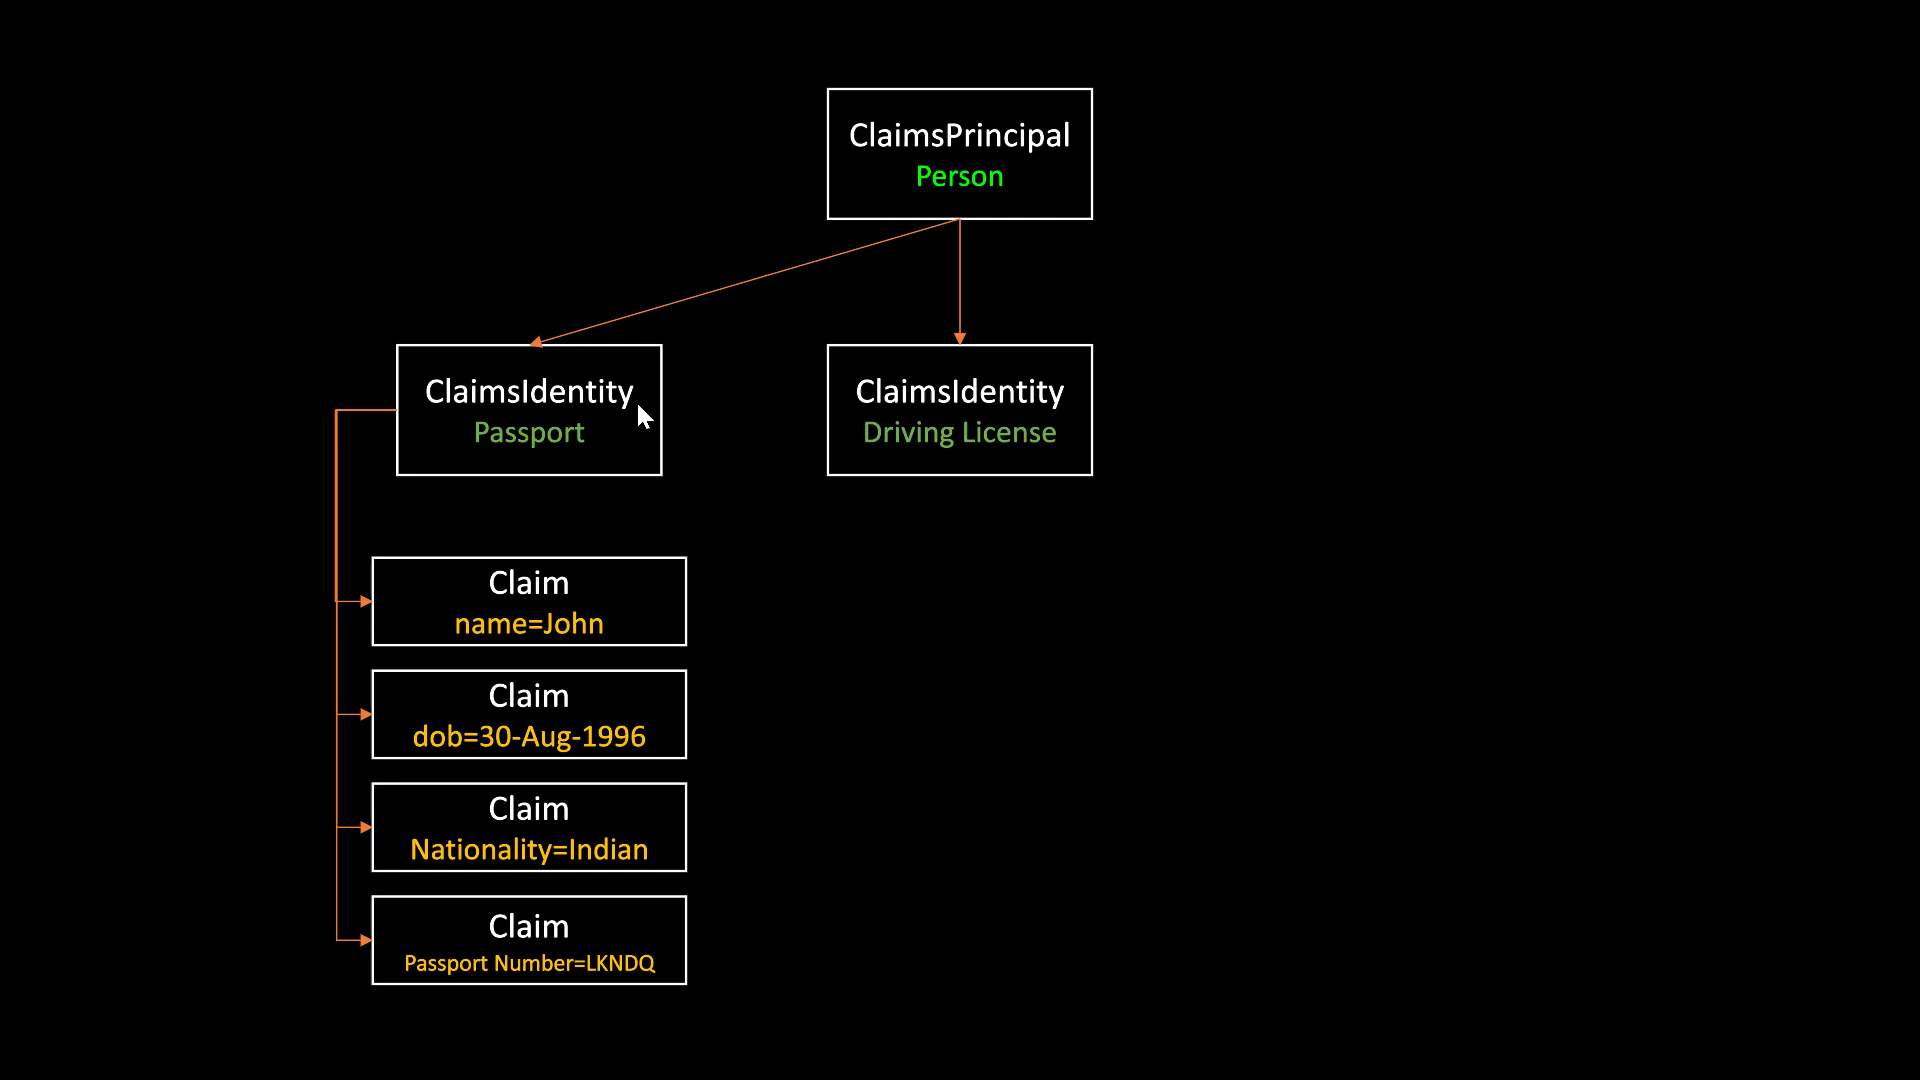 ClaimsPrincipal
Person
ClaimsIdentity
Passport
ClaimsIdentity
Driving License
Claim
name=John
Claim
dob=30-Aug-1996
Claim
Nationality=Indian
Claim
Passport Number=LKNDQ